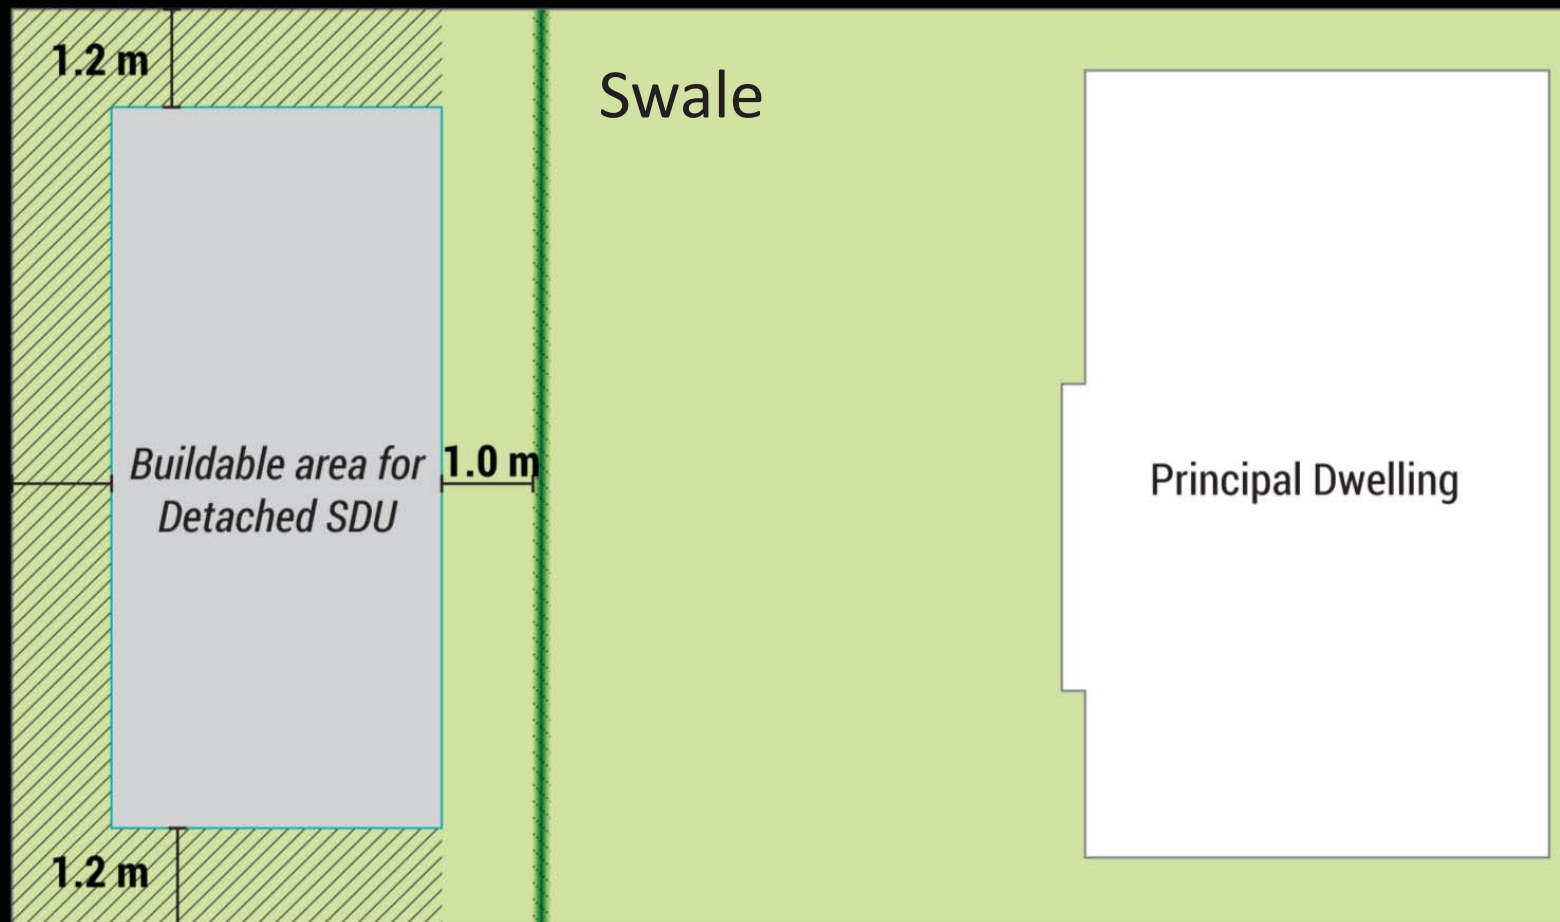 1.2 m
Swale
Buildable area for
Detached SDU
1.0 m
Principal Dwelling
1.2 m